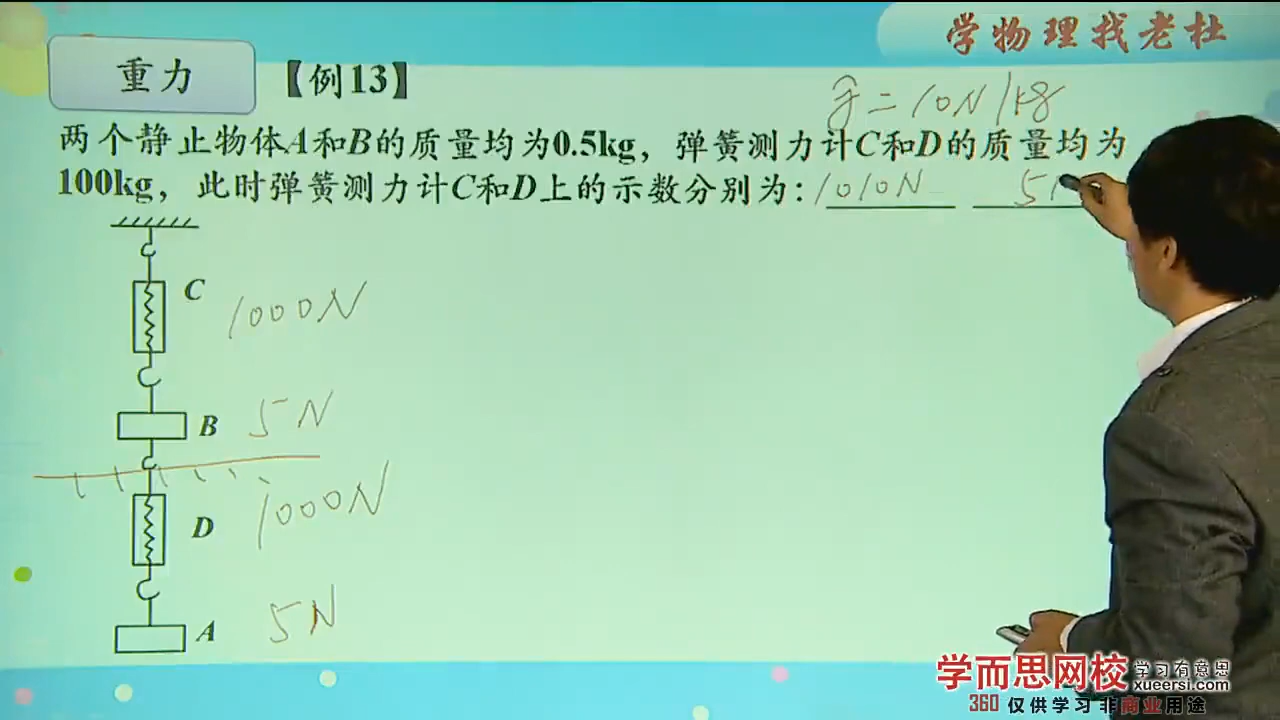 学物理找老杜
重力
【例13】
g = 10N/kg
两个静止物体A和B的质量均为0.5kg，弹簧测力计C和D的质量均为
100kg，此时弹簧测力计C和D上的示数分别为：1010N 5
C
1000N
B
5N
D
1000N
A
5N
学而思网校
学习有意思
xueersi.com
360 仅供学习非商业用途